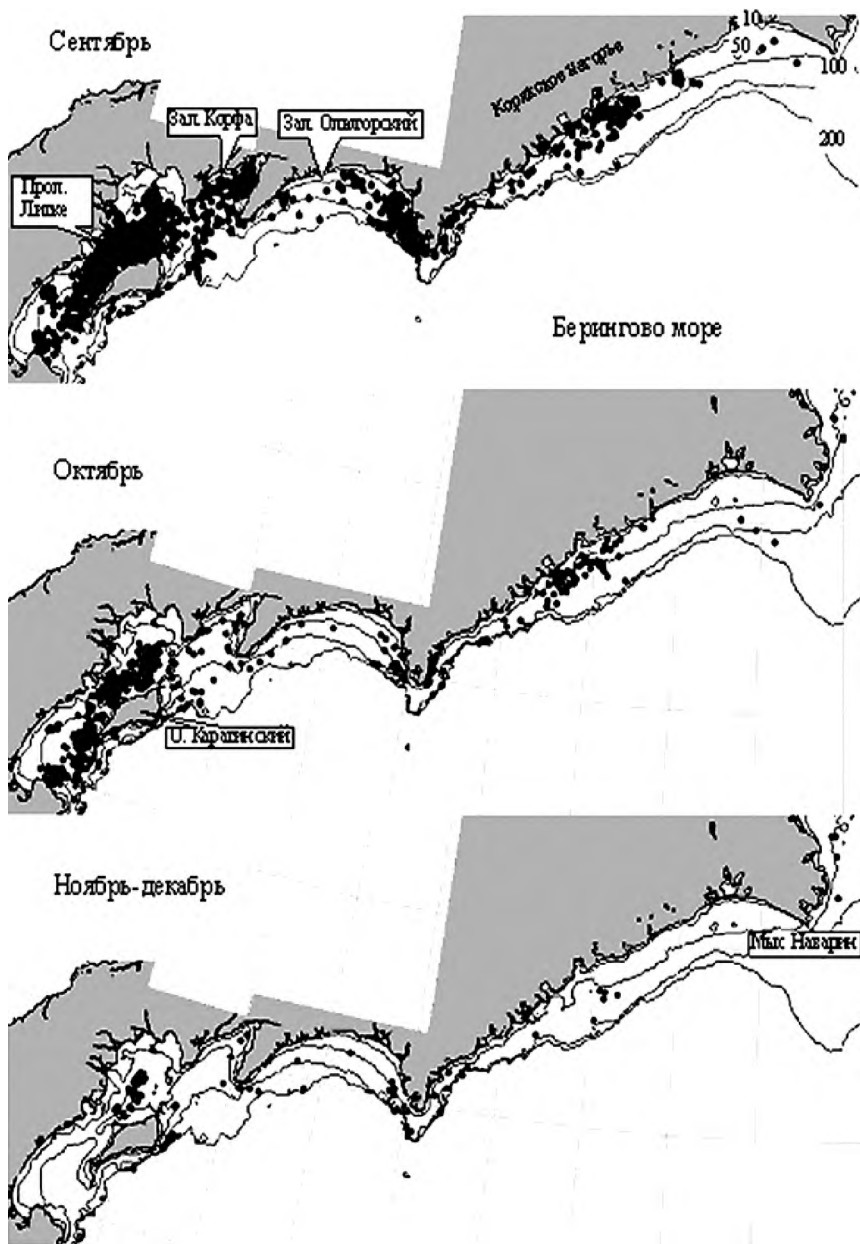 Сентябрь
10
50
100
200
Корякское нагорье
Зал. Корфа
Зал. Олюторский
Прол.
Литке
Берингово море
Октябрь
О. Карагинский
Ноябрь-декабрь
Мыс Наварин